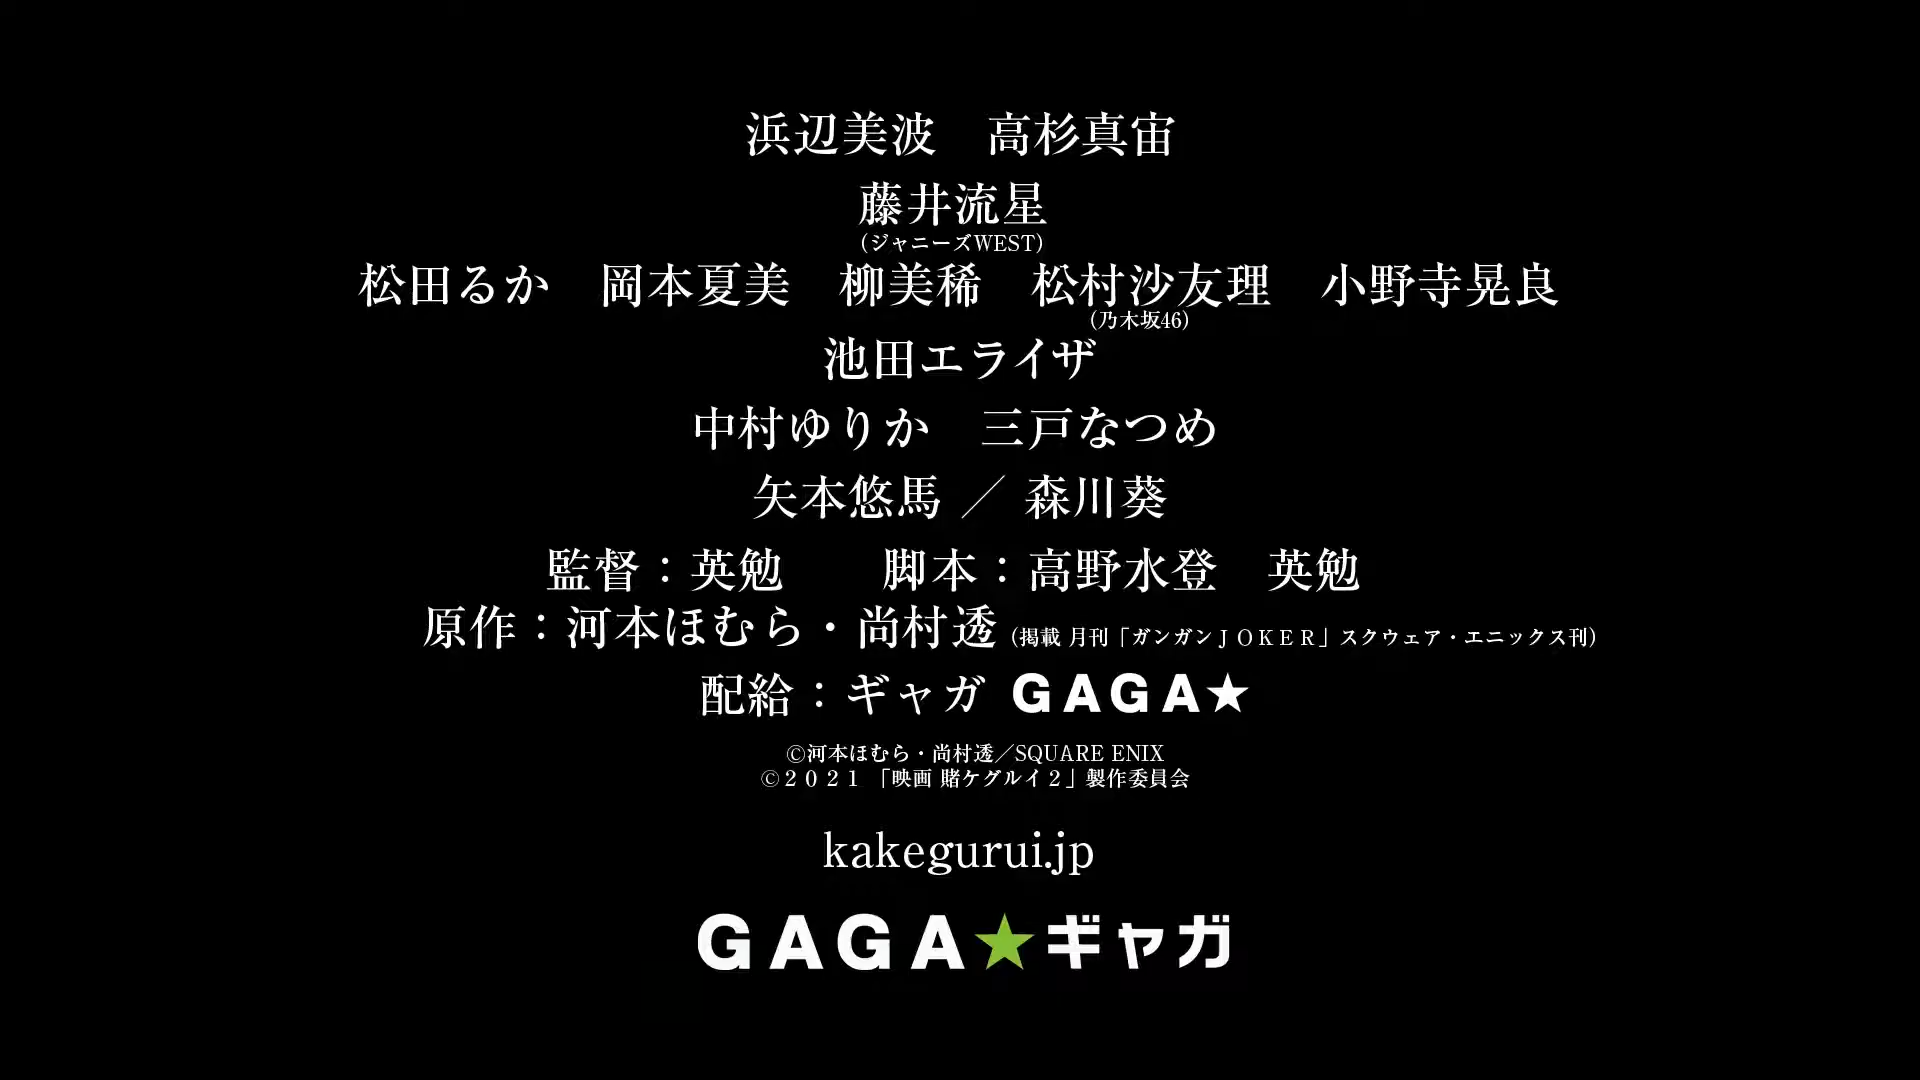 浜辺美波　高杉真宙
藤井流星
（ジャニーズWEST）
松田るか　岡本夏美　柳美稀　松村沙友理　小野寺晃良
（乃木坂46）
池田エライザ
中村ゆりか　三戸なつめ
矢本悠馬 ／ 森川葵
監督：英勉　　脚本：高野水登　英勉
原作：河本ほむら・尚村透（掲載 月刊「ガンガンＪＯＫＥＲ」スクウェア・エニックス刊）
配給：ギャガ GAGA★
©河本ほむら・尚村透／SQUARE ENIX
©２０２１「映画 賭ケグルイ２」製作委員会
kakegurui.jp
GAGA★ギャガ